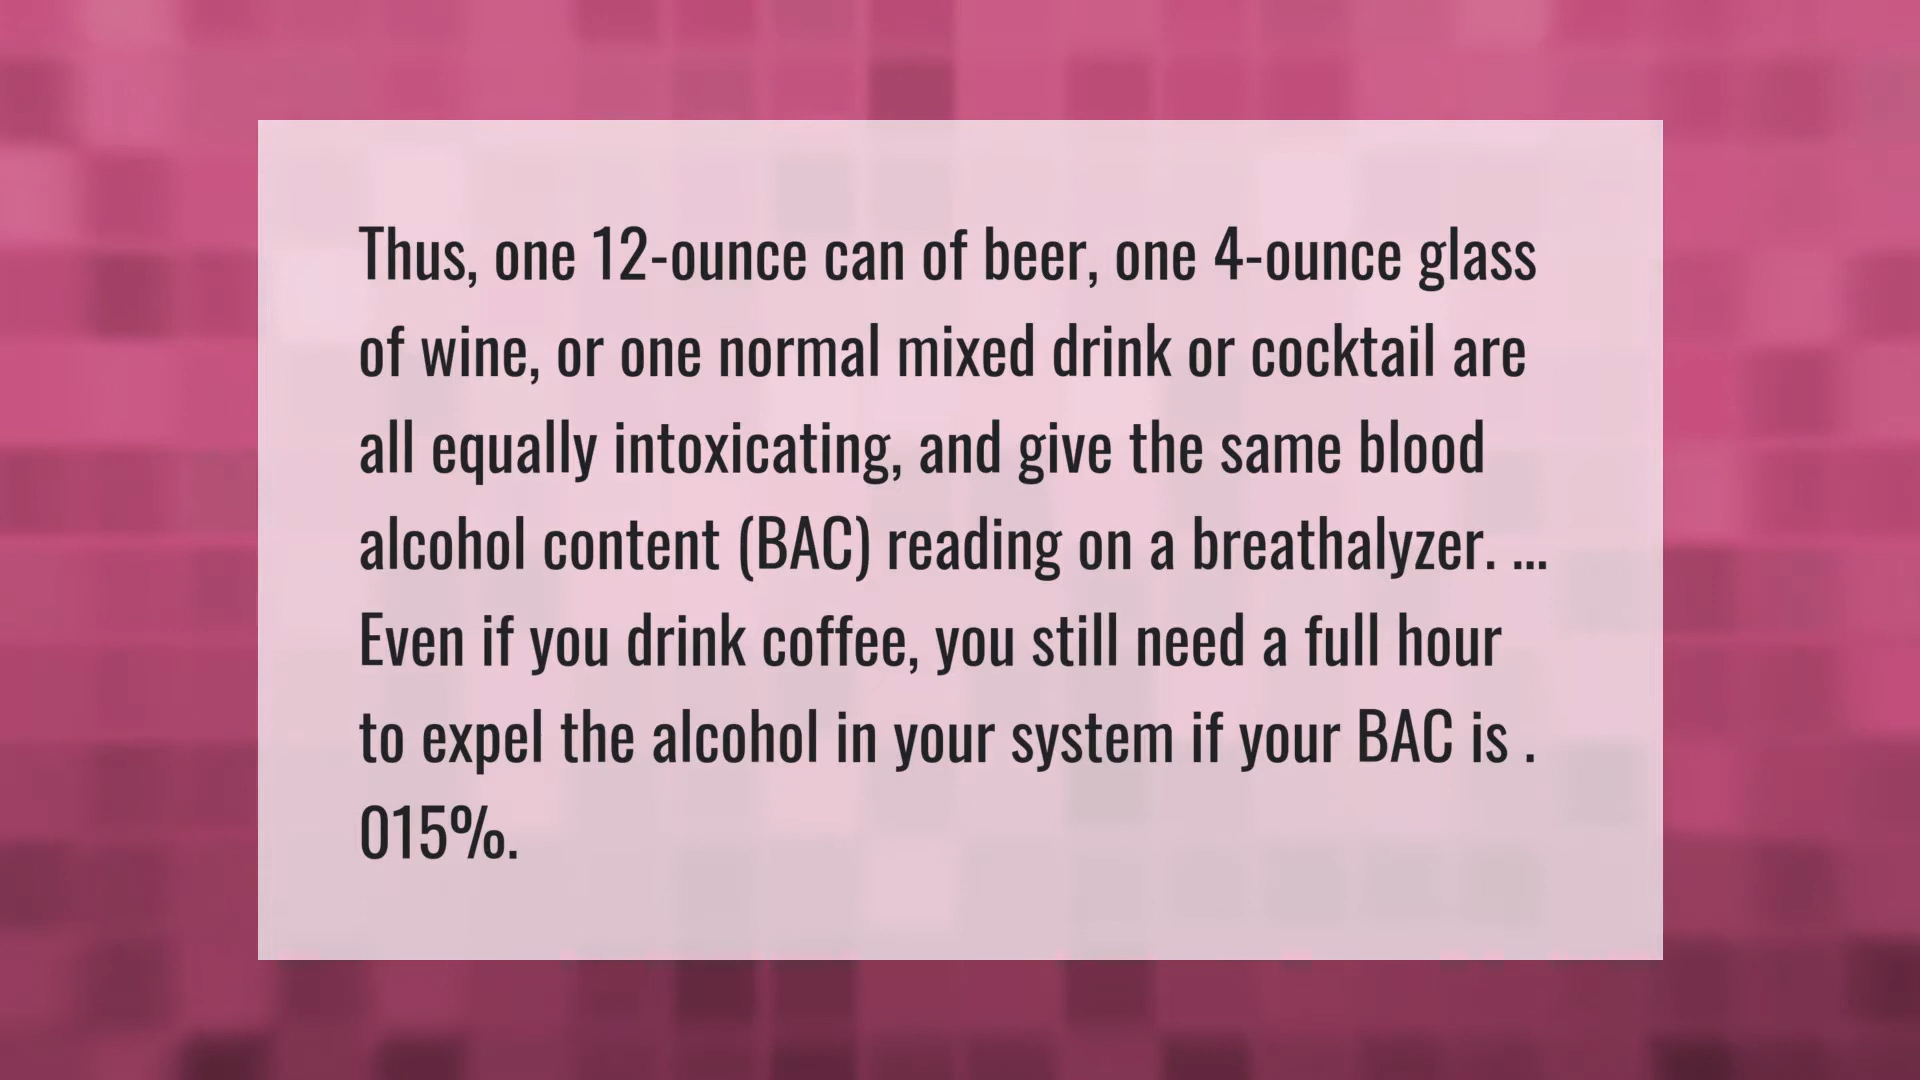 Thus, one 12-ounce can of beer, one 4-ounce glass
of wine, or one normal mixed drink or cocktail are
all equally intoxicating, and give the same blood
alcohol content (BAC) reading on a breathalyzer. ...
Even if you drink coffee, you still need a full hour
to expel the alcohol in your system if your BAC is .
015%.